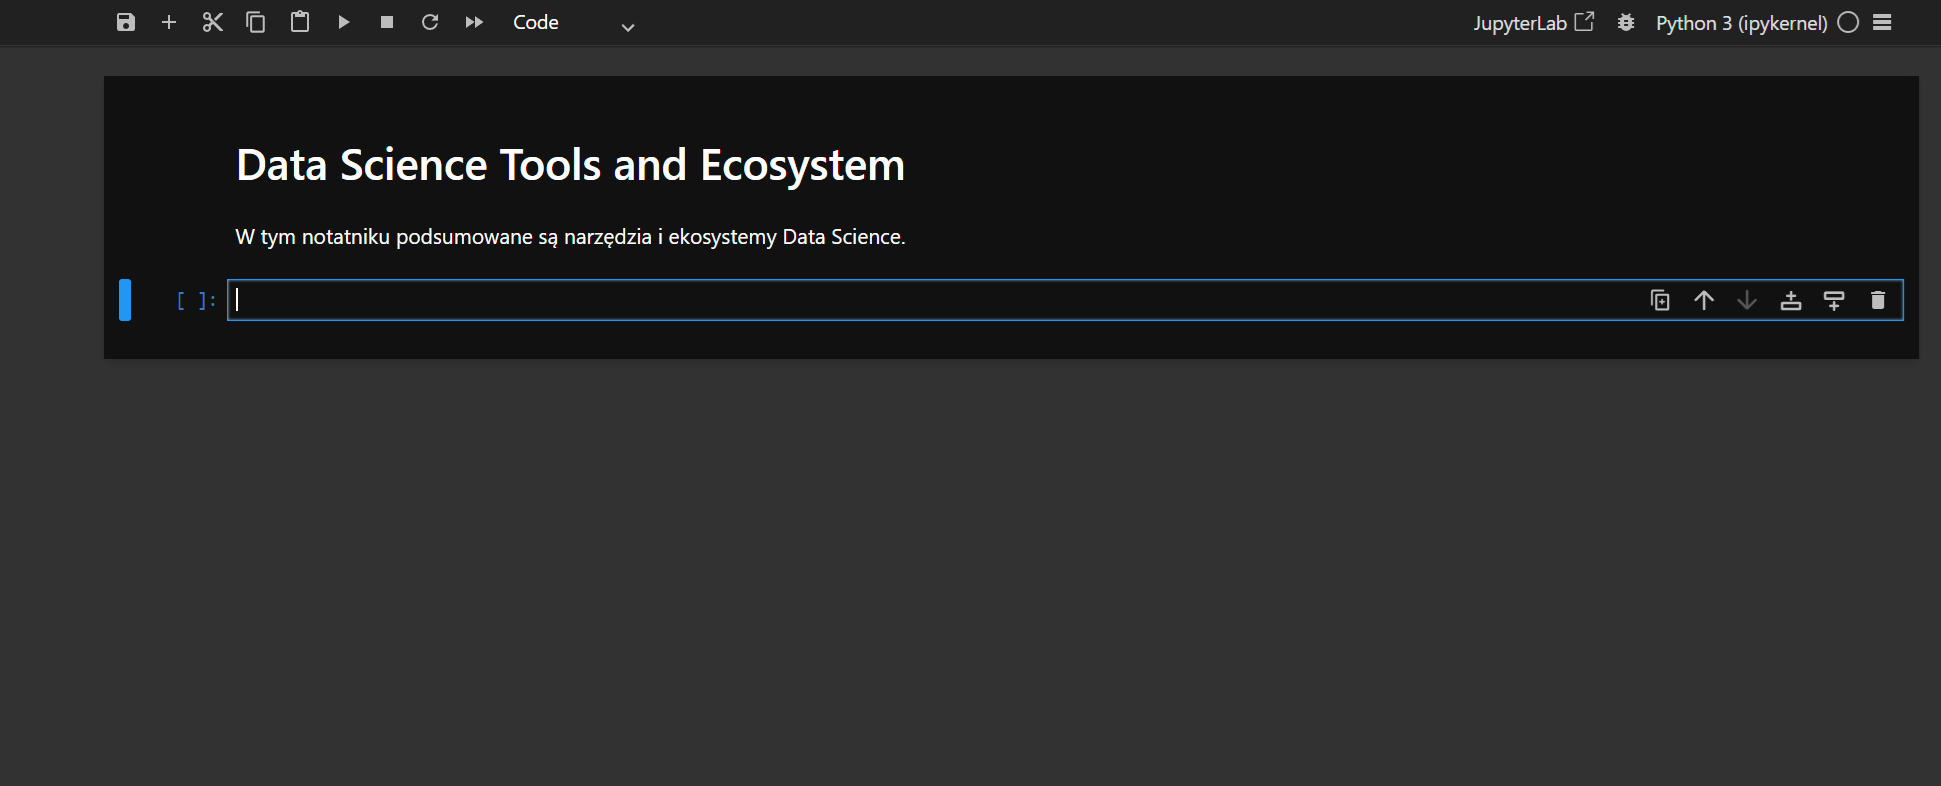 Code
JupyterLab
Python 3 (ipykernel)
Data Science Tools and Ecosystem
W tym notatniku podsumowane są narzędzia i ekosystemy Data Science.
[ ]: